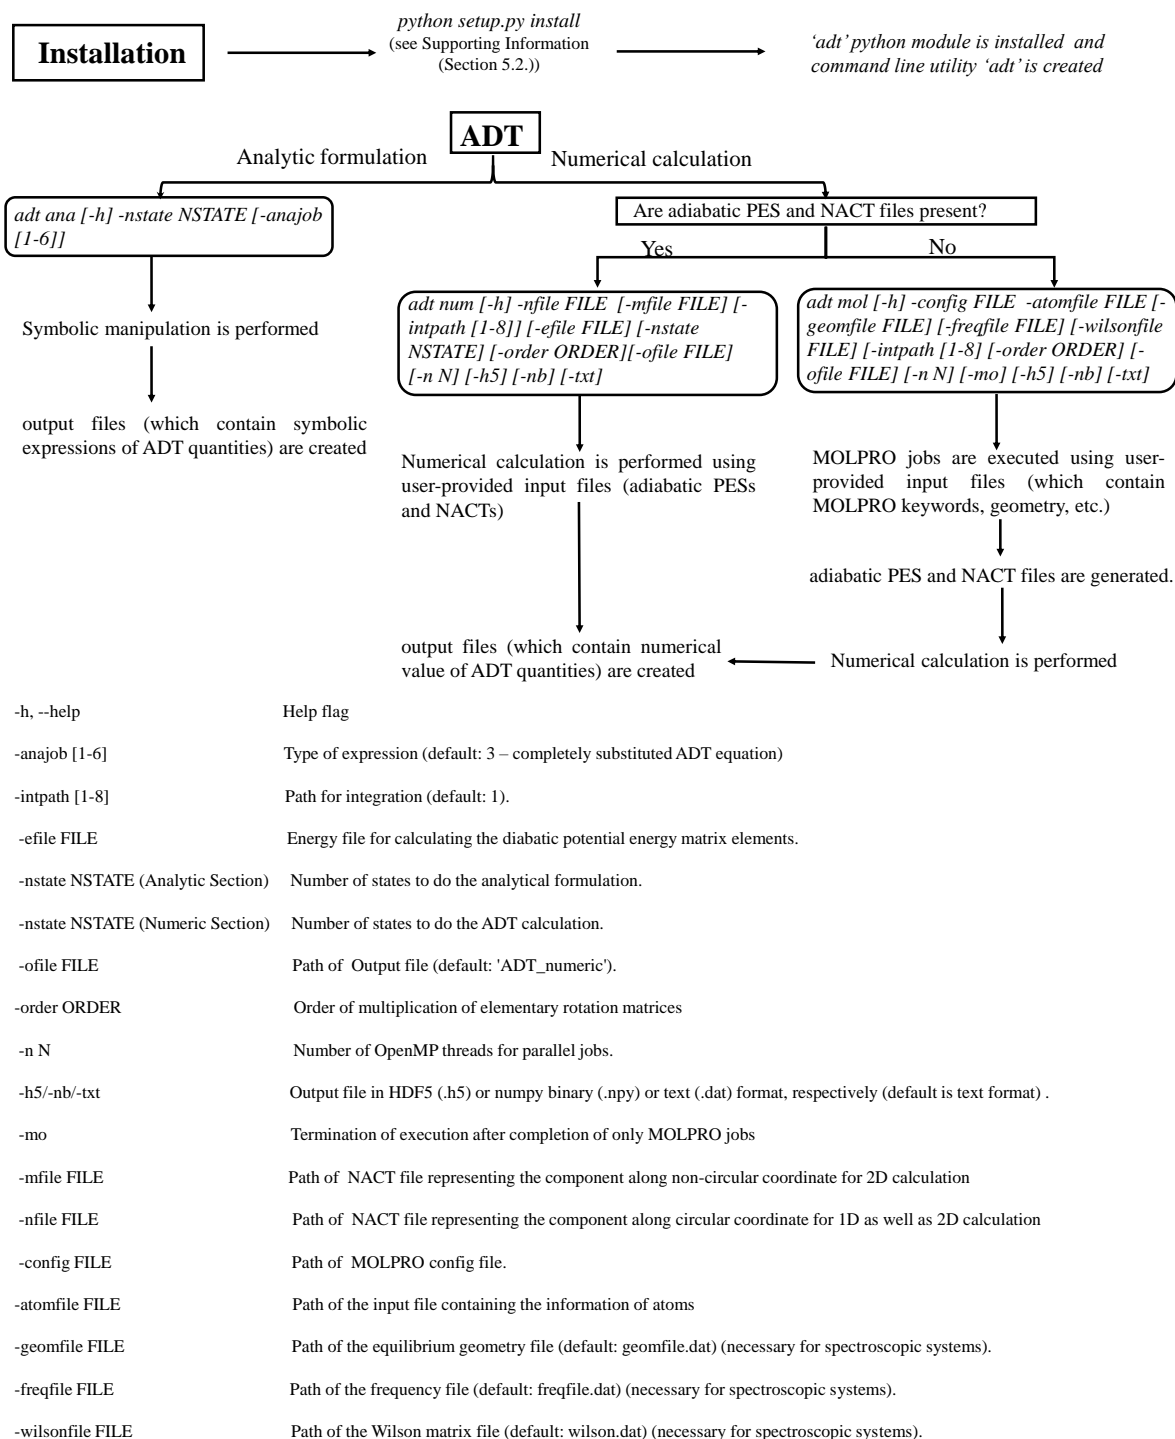 Installation
python setup.py install
(see Supporting Information
(Section 5.2.))
‘adt’ python module is installed and
command line utility ‘adt’ is created
ADT
Analytic formulation
Numerical calculation
adt ana [-h] -nstate NSTATE [-anajob
[1-6]]
Are adiabatic PES and NACT files present?
Yes
No
Symbolic manipulation is performed
output files (which contain symbolic
expressions of ADT quantities) are created
adt num [-h] -nfile FILE [-mfile FILE] [-
intpath [1-8]] [-efile FILE] [-nstate
NSTATE] [-order ORDER][-ofile FILE]
[-n N] [-h5] [-nb] [-txt]
Numerical calculation is performed using
user-provided input files (adiabatic PESs
and NACTs)
output files (which contain numerical
value of ADT quantities) are created
adt mol [-h] -config FILE -atomfile FILE [-
geomfile FILE] [-freqfile FILE] [-wilsonfile
FILE] [-intpath [1-8] [-order ORDER] [-
ofile FILE] [-n N] [-mo] [-h5] [-nb] [-txt]
MOLPRO jobs are executed using user-
provided input files (which contain
MOLPRO keywords, geometry, etc.)
adiabatic PES and NACT files are generated.
Numerical calculation is performed
-h, --help Help flag
-anajob [1-6] Type of expression (default: 3 – completely substituted ADT equation)
-intpath [1-8] Path for integration (default: 1).
-efile FILE Energy file for calculating the diabatic potential energy matrix elements.
-nstate NSTATE (Analytic Section) Number of states to do the analytical formulation.
-nstate NSTATE (Numeric Section) Number of states to do the ADT calculation.
-ofile FILE Path of Output file (default: 'ADT_numeric').
-order ORDER Order of multiplication of elementary rotation matrices
-n N Number of OpenMP threads for parallel jobs.
-h5/-nb/-txt Output file in HDF5 (.h5) or numpy binary (.npy) or text (.dat) format, respectively (default is text format) .
-mo Termination of execution after completion of only MOLPRO jobs
-mfile FILE Path of NACT file representing the component along non-circular coordinate for 2D calculation
-nfile FILE Path of NACT file representing the component along circular coordinate for 1D as well as 2D calculation
-config FILE Path of MOLPRO config file.
-atomfile FILE Path of the input file containing the information of atoms
-geomfile FILE Path of the equilibrium geometry file (default: geomfile.dat) (necessary for spectroscopic systems).
-freqfile FILE Path of the frequency file (default: freqfile.dat) (necessary for spectroscopic systems).
-wilsonfile FILE Path of the Wilson matrix file (default: wilson.dat) (necessary for spectroscopic systems).